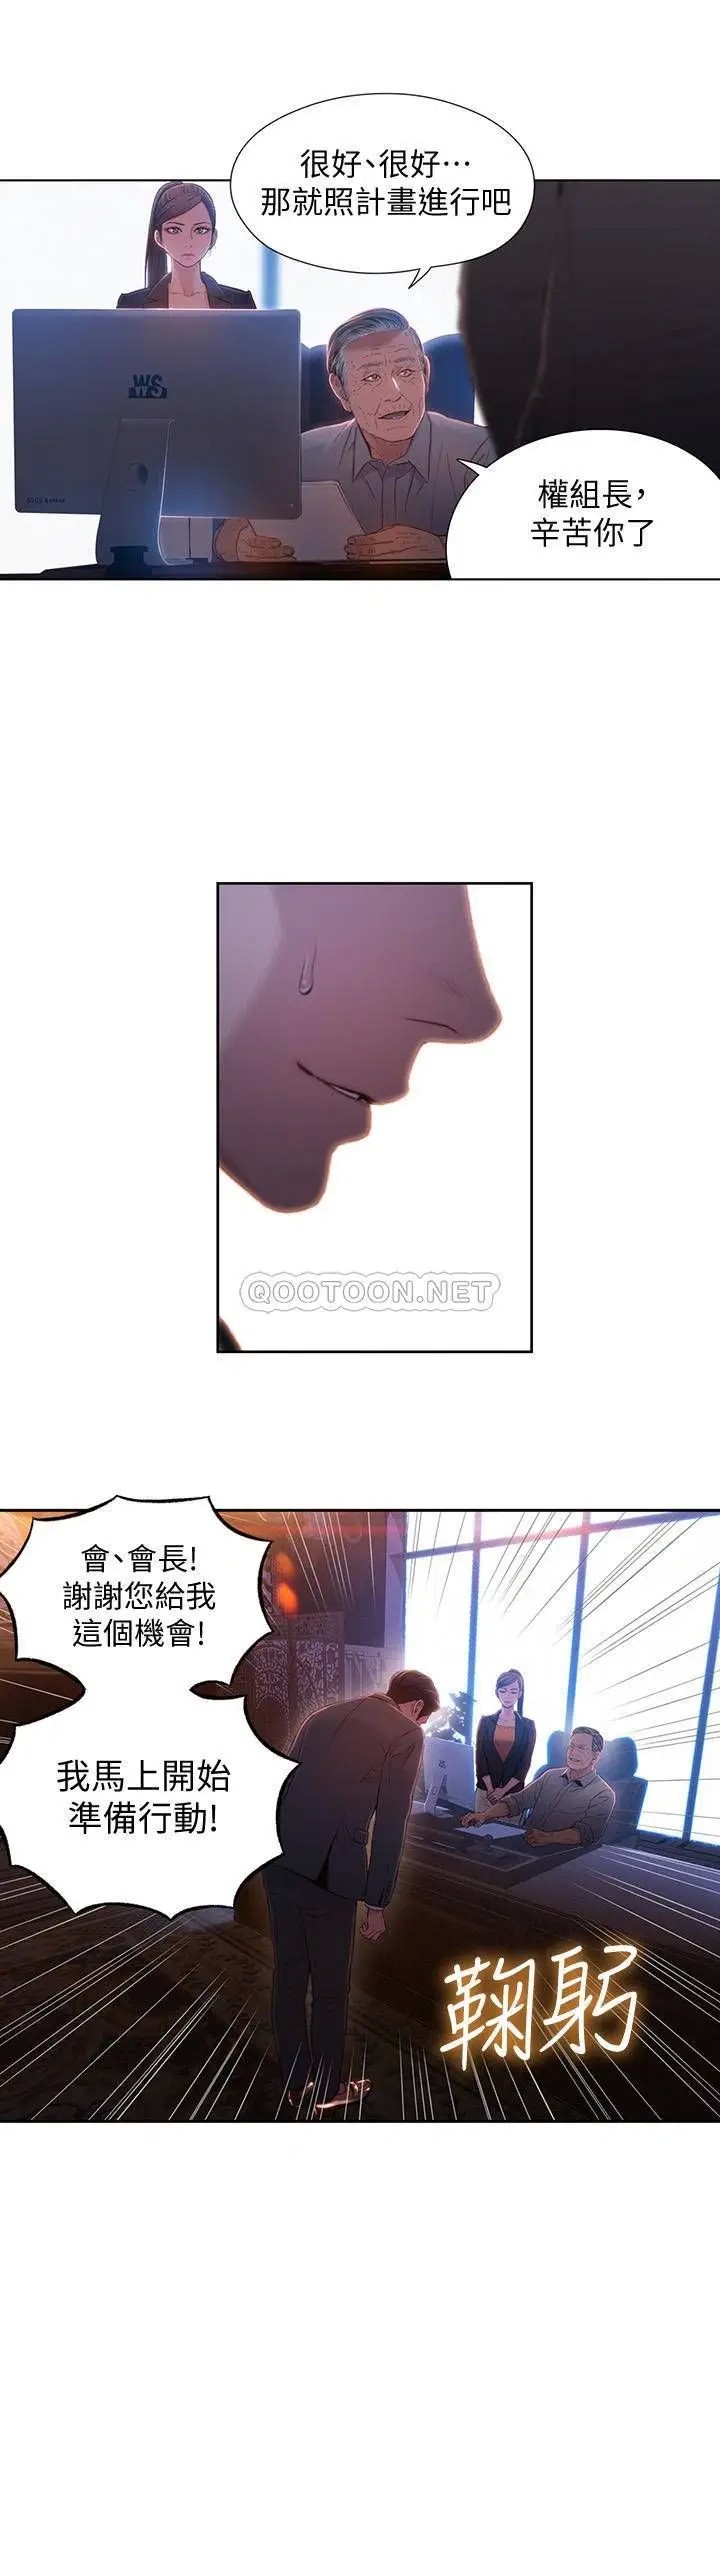 很好、很好…
那就照計畫進行吧
WS
權組長，
辛苦你了
QOOTOON.NET
會、會長!
謝謝您給我
這個機會!
我馬上開始
準備行動!
鞠躬